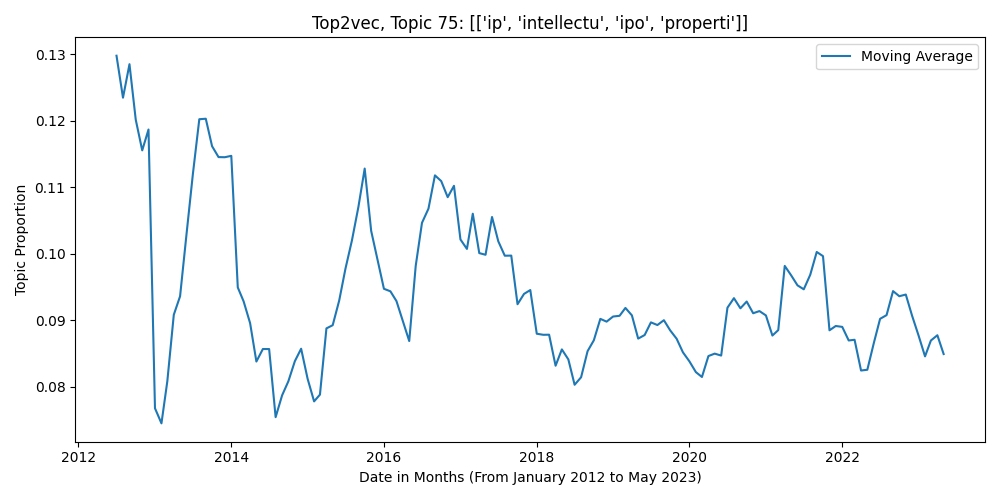 Top2vec, Topic 75: [['ip', 'intellectu', 'ipo', 'properti']]
Moving Average
Topic Proportion
0.13
0.12
0.11
0.10
0.09
0.08
2012 2014 2016 2018 2020 2022
Date in Months (From January 2012 to May 2023)